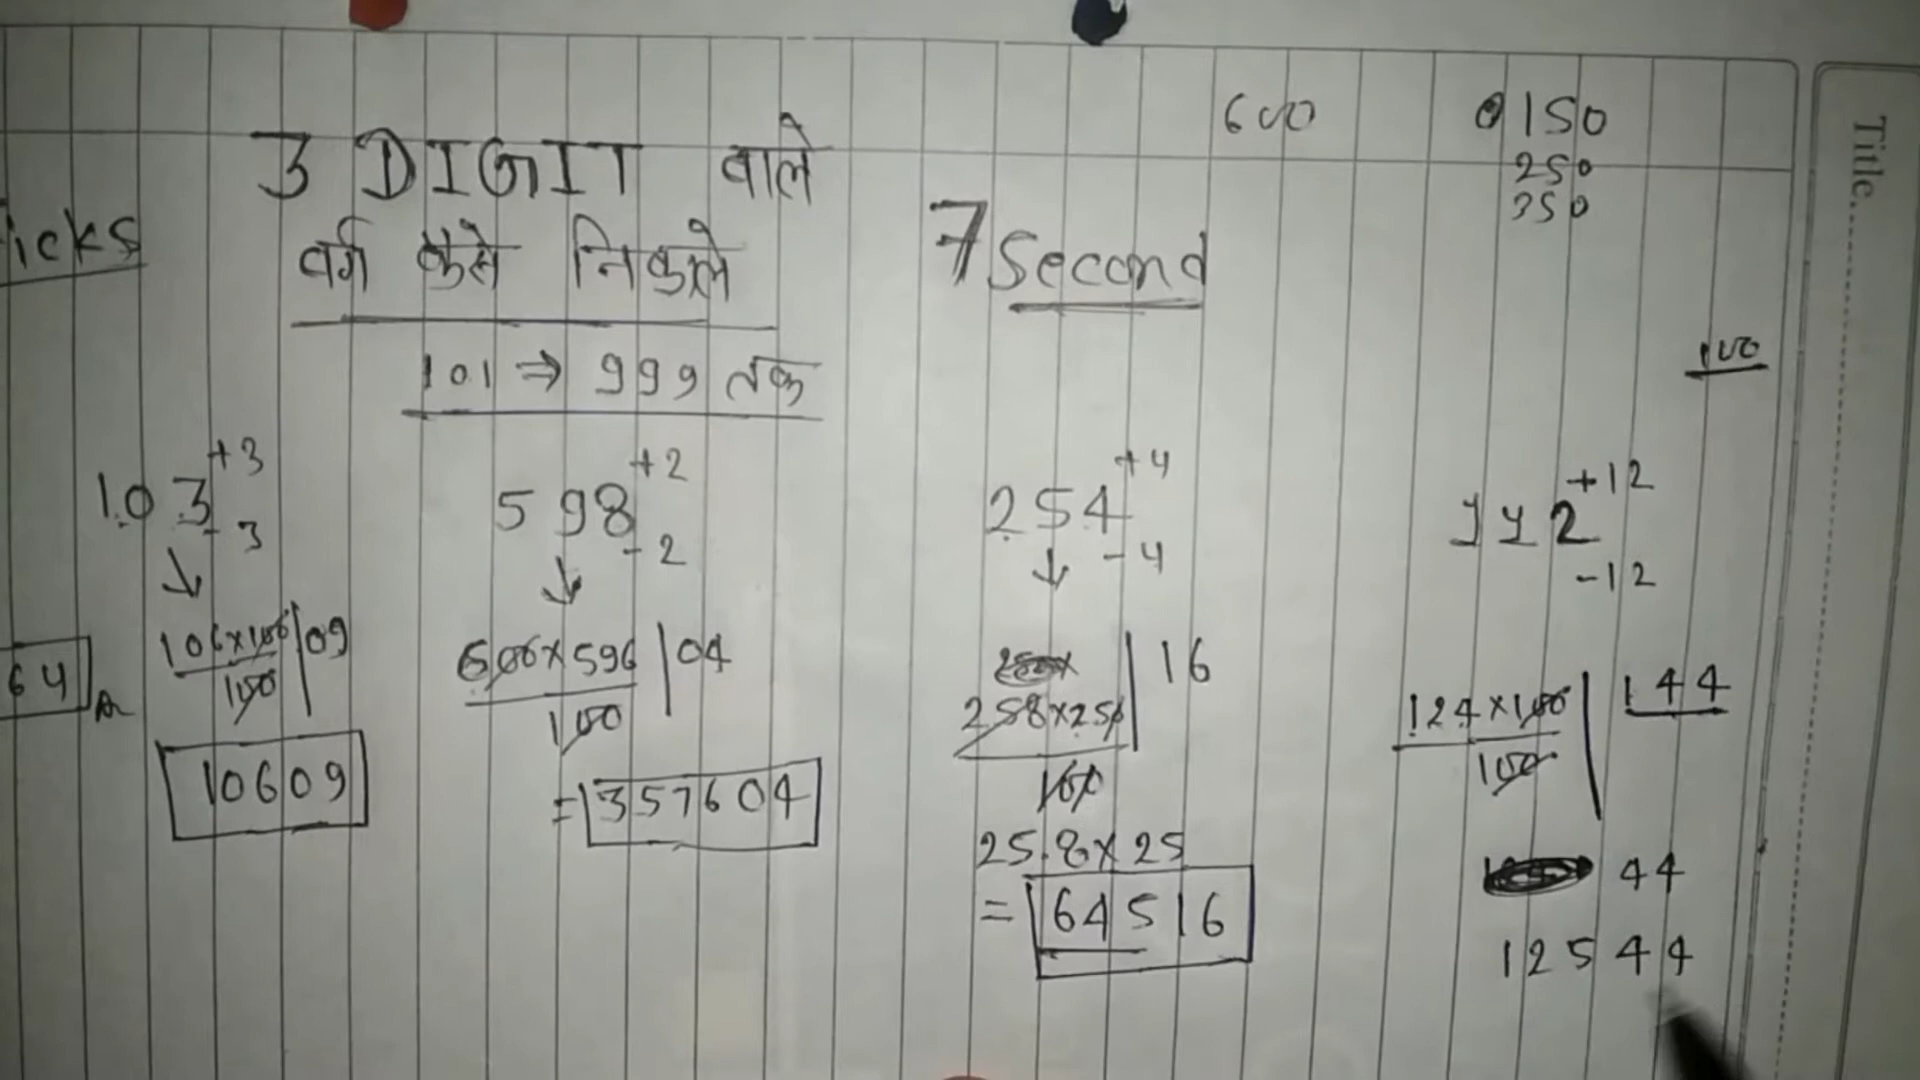 3 DIGIT वाले
वर्ग कैसे निकले
7 Second
icks
101 ⇒ 999 तक
600
150
250
350
100
Title
103 +3 -3
↓
106×100 | 09
100
10609
64
598 +2 -2
↓
600×596 | 04
100
= 357604
254 +4 -4
↓
258×250 | 16
100
25.8×25
= 64516
112 +12 -12
124×100 | 144
100
44
12544